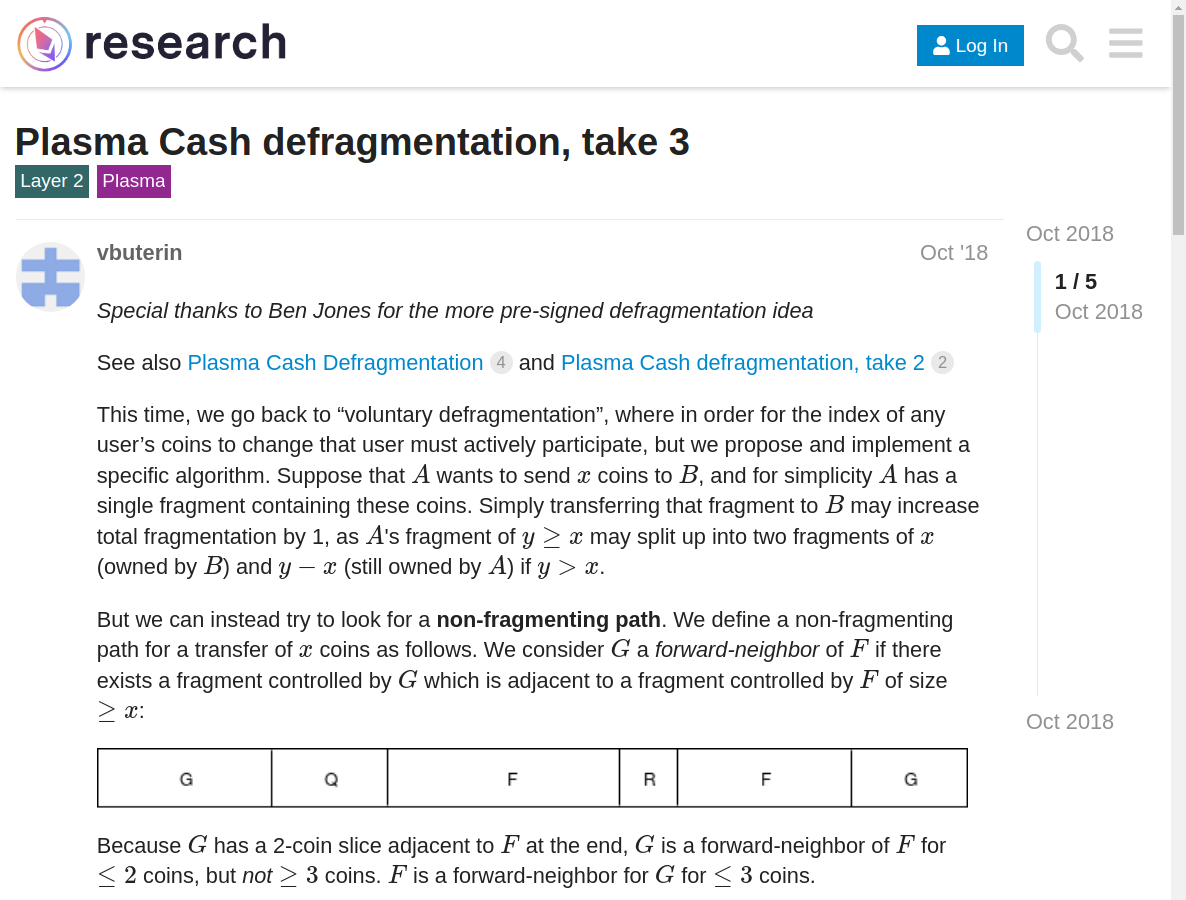 research
Log In
Plasma Cash defragmentation, take 3
Layer 2 Plasma
vbuterin Oct '18
Oct 2018
1 / 5
Oct 2018
Special thanks to Ben Jones for the more pre-signed defragmentation idea
See also Plasma Cash Defragmentation 4 and Plasma Cash defragmentation, take 2 2
This time, we go back to “voluntary defragmentation”, where in order for the index of any
user’s coins to change that user must actively participate, but we propose and implement a
specific algorithm. Suppose that A wants to send x coins to B, and for simplicity A has a
single fragment containing these coins. Simply transferring that fragment to B may increase
total fragmentation by 1, as A's fragment of y ≥ x may split up into two fragments of x
(owned by B) and y − x (still owned by A) if y > x.
But we can instead try to look for a non-fragmenting path. We define a non-fragmenting
path for a transfer of x coins as follows. We consider G a forward-neighbor of F if there
exists a fragment controlled by G which is adjacent to a fragment controlled by F of size
≥ x:
Oct 2018
G Q F R F G
Because G has a 2-coin slice adjacent to F at the end, G is a forward-neighbor of F for
≤ 2 coins, but not ≥ 3 coins. F is a forward-neighbor for G for ≤ 3 coins.